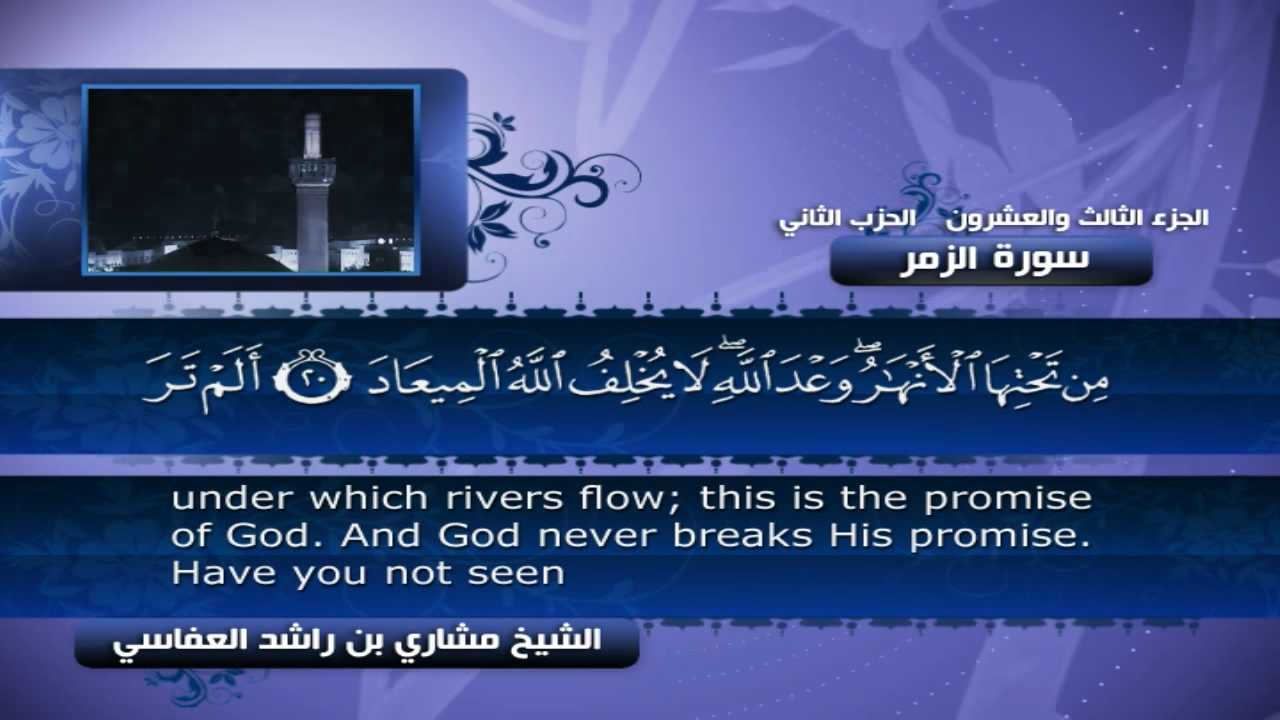 الجزء الثالث والعشرون الحزب الثاني
سورة الزمر
مِن تَحْتِهَا ٱلْأَنْهَٰرُ ۖ وَعْدَ ٱللَّهِ ۖ لَا يُخْلِفُ ٱللَّهُ ٱلْمِيعَادَ ٢٠ أَلَمْ تَرَ
under which rivers flow; this is the promise
of God. And God never breaks His promise.
Have you not seen
الشيخ مشاري بن راشد العفاسي